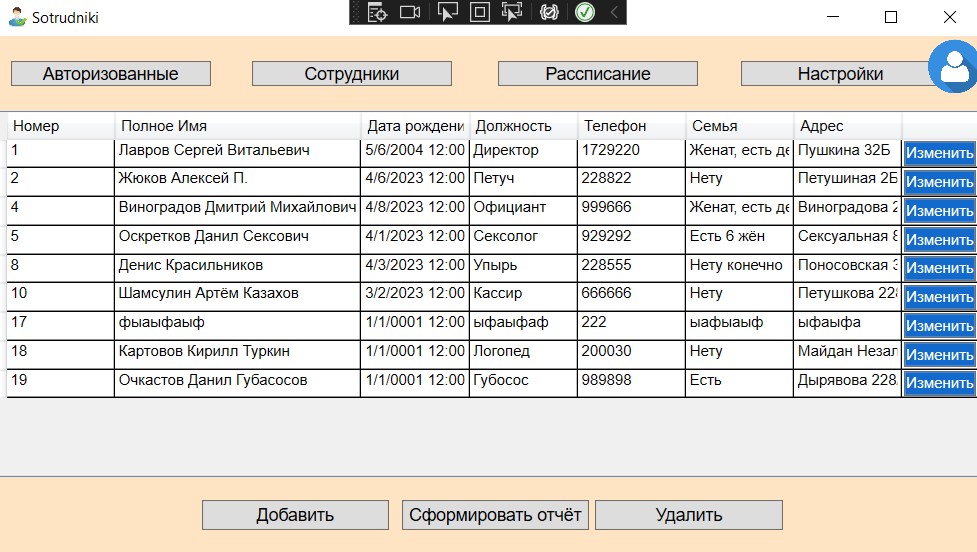 Sotrudniki
Авторизованные Сотрудники Рассписание Настройки
Номер Полное Имя Дата рождени Должность Телефон Семья Адрес
1 Лавров Сергей Витальевич 5/6/2004 12:00 Директор 1729220 Женат, есть де Пушкина 32Б Изменить
2 Жюков Алексей П. 4/6/2023 12:00 Петуч 228822 Нету Петушиная 2Б Изменить
4 Виноградов Дмитрий Михайлович 4/8/2023 12:00 Официант 999666 Женат, есть де Виноградова 2 Изменить
5 Оскретков Данил Сексович 4/1/2023 12:00 Сексолог 929292 Есть 6 жён Сексуальная 8 Изменить
8 Денис Красильников 4/3/2023 12:00 Упырь 228555 Нету конечно Поносовская 3 Изменить
10 Шамсулин Артём Казахов 3/2/2023 12:00 Кассир 666666 Нету Петушкова 228 Изменить
17 фыаыфаыф 1/1/0001 12:00 ыфаыфаф 222 ыафыаыф ыфаыфа Изменить
18 Картовов Кирилл Туркин 1/1/0001 12:00 Логопед 200030 Нету Майдан Незал Изменить
19 Очкастов Данил Губасосов 1/1/0001 12:00 Губосос 989898 Есть Дырявова 228 Изменить
Добавить Сформировать отчёт Удалить